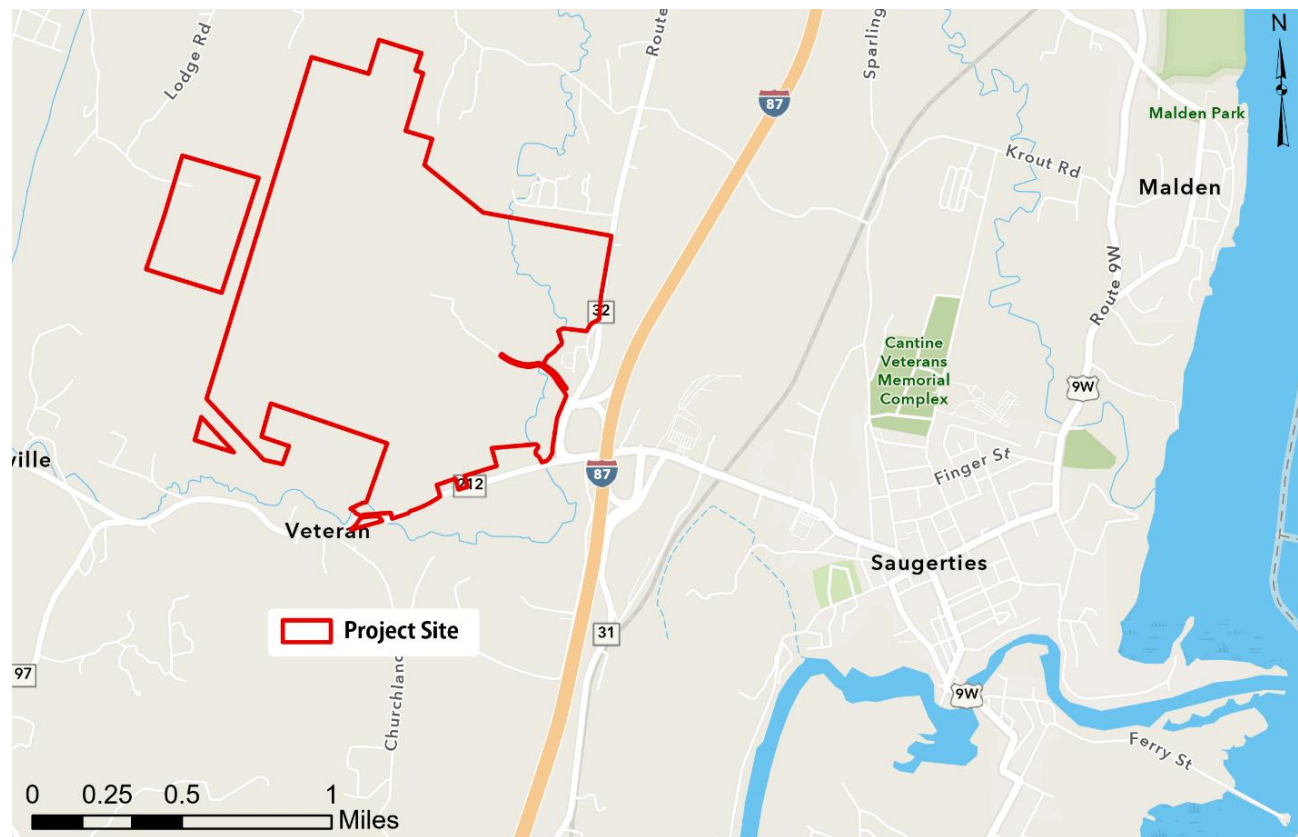 Lodge Rd
Route
Sparling
N
87
Malden Park
Krout Rd
Malden
Route 9W
32
Cantine
Veterans
Memorial
Complex
9W
ville
Finger St
87
212
Veteran
Saugerties
Project Site
31
97
Churchland
9W
Ferry St
0 0.25 0.5 1
Miles